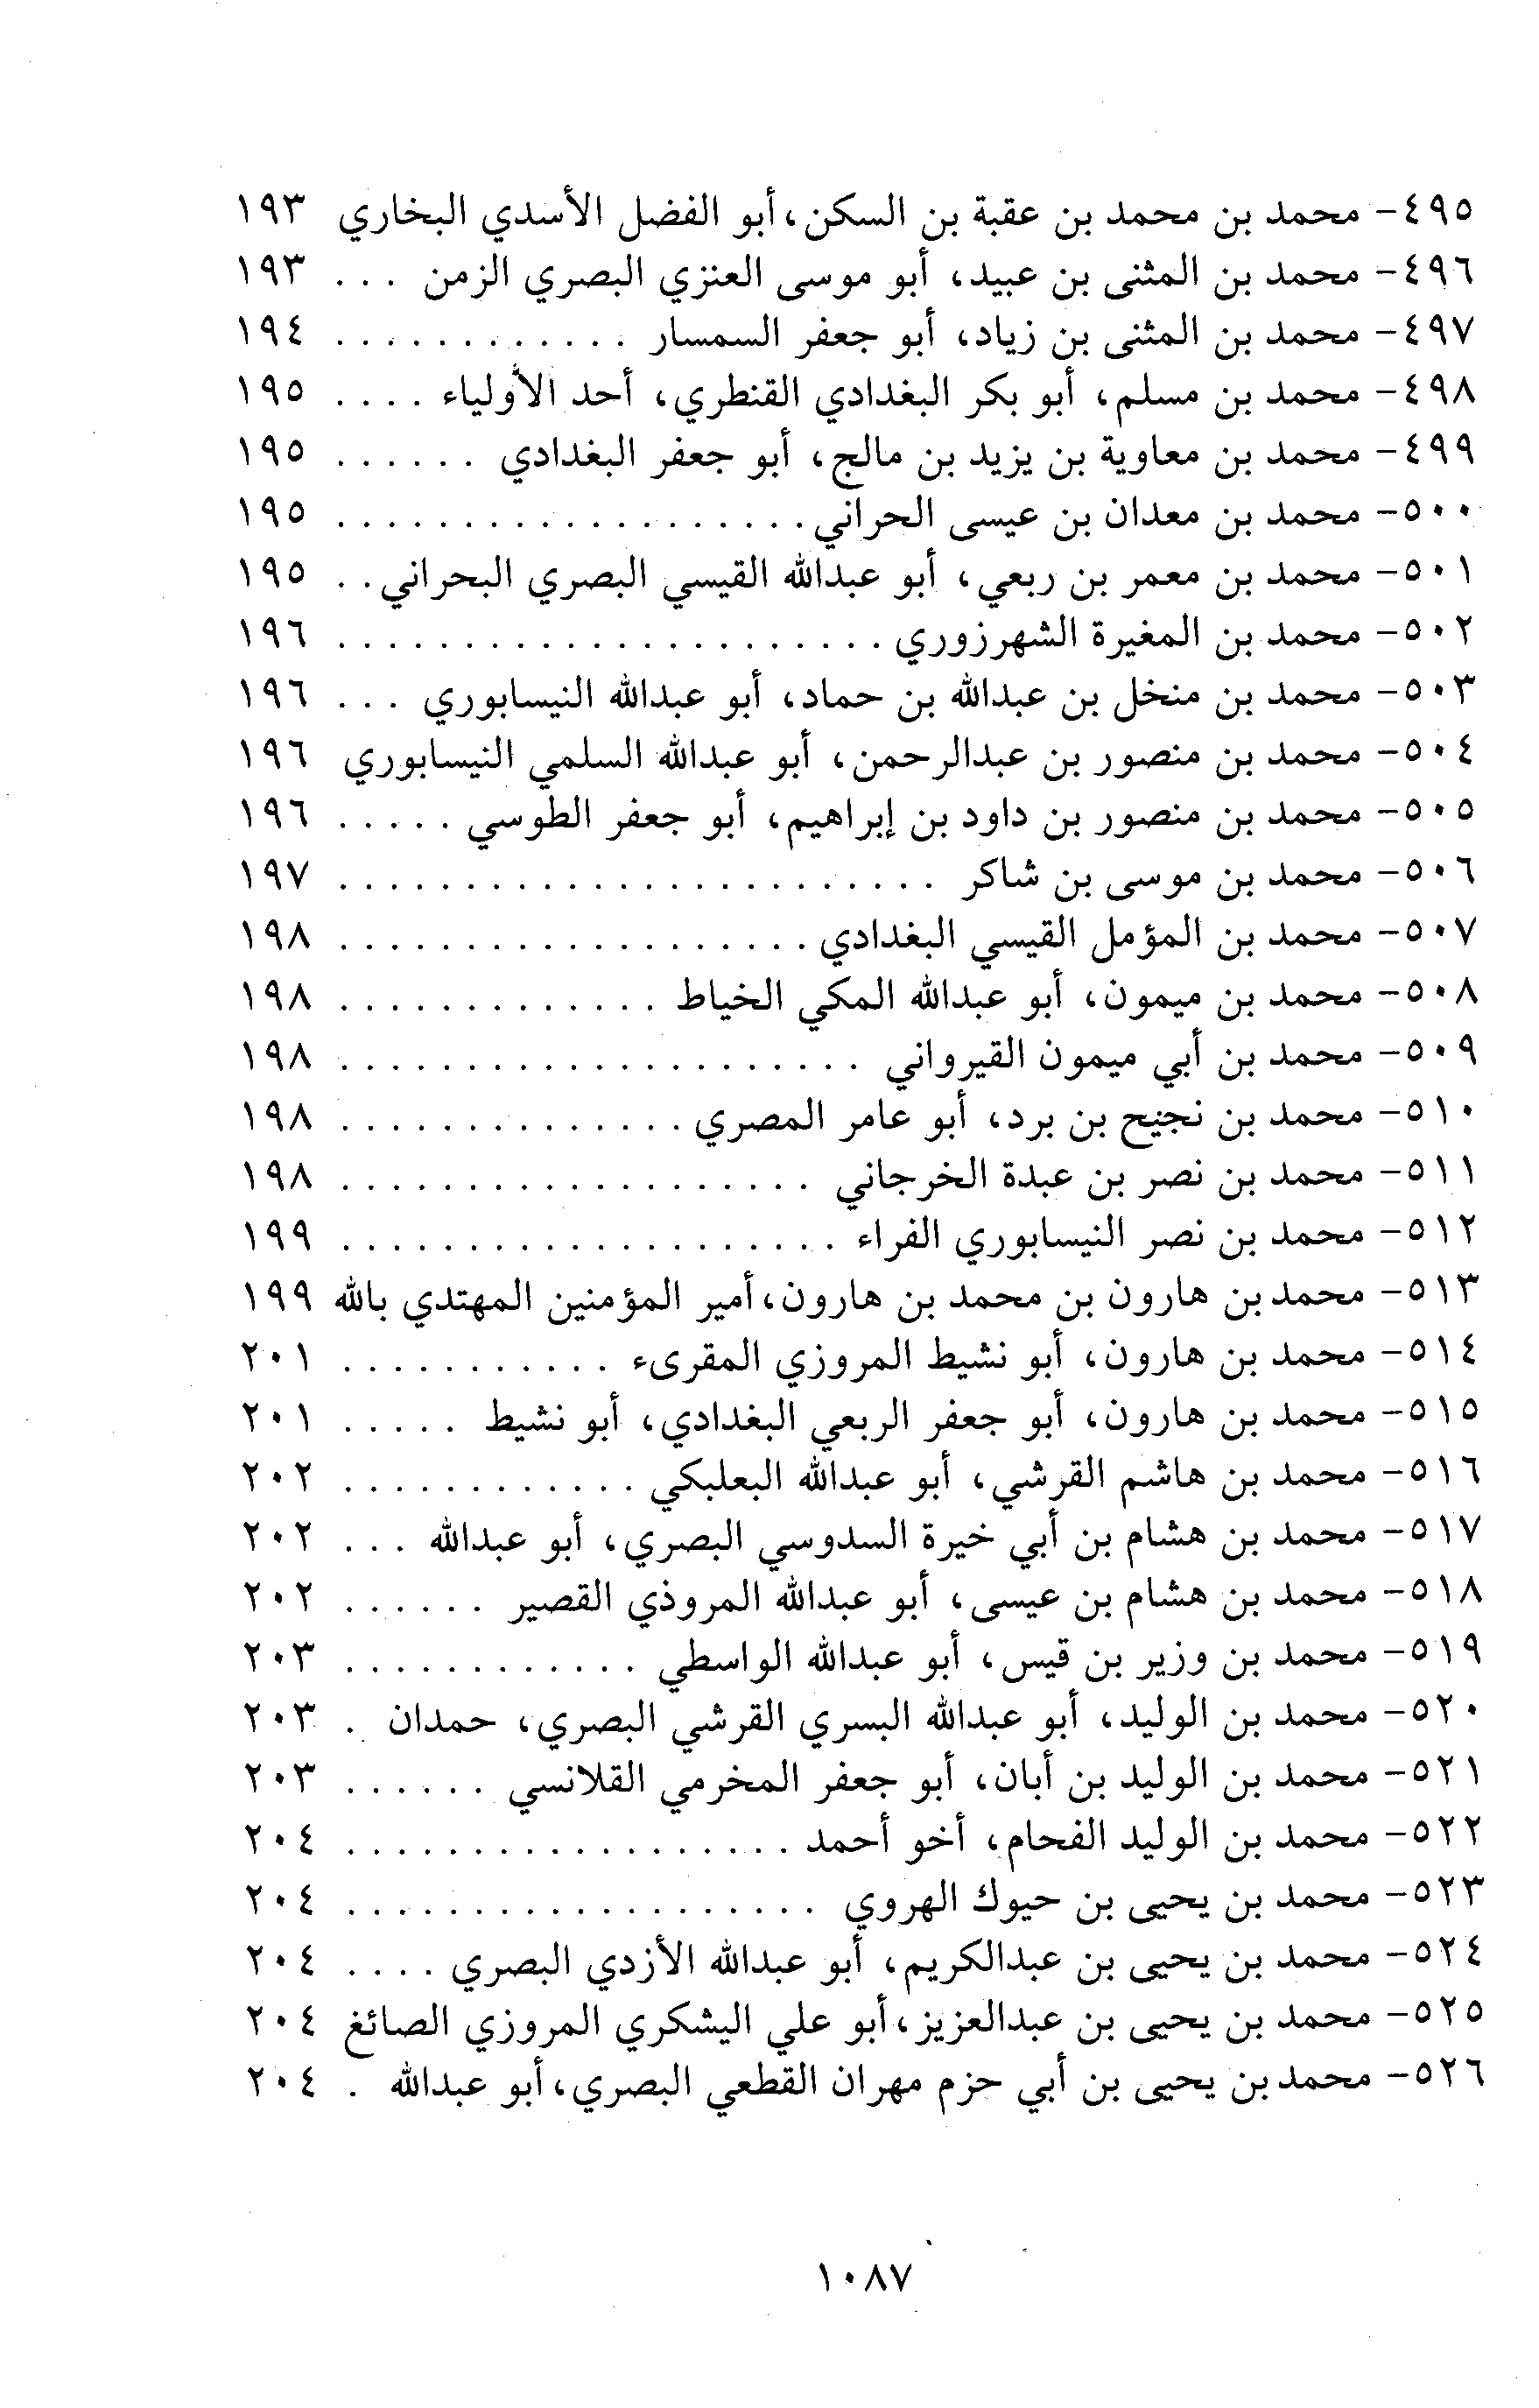 ٤٩٥- محمد بن محمد بن عقبة بن السكن، أبو الفضل الأسدي البخاري ١٩٣
٤٩٦- محمد بن المثنى بن عبيد، أبو موسى العنزي البصري الزمن . . . ١٩٣
٤٩٧- محمد بن المثنى بن زياد، أبو جعفر السمسار . . . . . . . . . . . . ١٩٤
٤٩٨- محمد بن مسلم، أبو بكر البغدادي القنطري، أحد الأولياء . . . . ١٩٥
٤٩٩- محمد بن معاوية بن يزيد بن مالج، أبو جعفر البغدادي . . . . . . ١٩٥
٥٠٠- محمد بن معدان بن عيسى الحراني . . . . . . . . . . . . . . . . . . . ١٩٥
٥٠١- محمد بن معمر بن ربعي، أبو عبدالله القيسي البصري البحراني . . ١٩٥
٥٠٢- محمد بن المغيرة الشهرزوري . . . . . . . . . . . . . . . . . . . . . . ١٩٦
٥٠٣- محمد بن منخل بن عبدالله بن حماد، أبو عبدالله النيسابوري . . . ١٩٦
٥٠٤- محمد بن منصور بن عبدالرحمن، أبو عبدالله السلمي النيسابوري ١٩٦
٥٠٥- محمد بن منصور بن داود بن إبراهيم، أبو جعفر الطوسي . . . . . ١٩٦
٥٠٦- محمد بن موسى بن شاكر . . . . . . . . . . . . . . . . . . . . . . . . ١٩٧
٥٠٧- محمد بن المؤمل القيسي البغدادي . . . . . . . . . . . . . . . . . . . ١٩٨
٥٠٨- محمد بن ميمون، أبو عبدالله المكي الخياط . . . . . . . . . . . . . ١٩٨
٥٠٩- محمد بن أبي ميمون القيرواني . . . . . . . . . . . . . . . . . . . . . ١٩٨
٥١٠- محمد بن نجيح بن برد، أبو عامر المصري . . . . . . . . . . . . . . ١٩٨
٥١١- محمد بن نصر بن عبدة الخرجاني . . . . . . . . . . . . . . . . . . . ١٩٨
٥١٢- محمد بن نصر النيسابوري الفراء . . . . . . . . . . . . . . . . . . . . ١٩٩
٥١٣- محمد بن هارون بن محمد بن هارون، أمير المؤمنين المهتدي بالله ١٩٩
٥١٤- محمد بن هارون، أبو نشيط المروزي المقرىء . . . . . . . . . . . ٢٠١
٥١٥- محمد بن هارون، أبو جعفر الربعي البغدادي، أبو نشيط . . . . . ٢٠١
٥١٦- محمد بن هاشم القرشي، أبو عبدالله البعلبكي . . . . . . . . . . . . ٢٠٢
٥١٧- محمد بن هشام بن أبي خيرة السدوسي البصري، أبو عبدالله . . . ٢٠٢
٥١٨- محمد بن هشام بن عيسى، أبو عبدالله المروذي القصير . . . . . . ٢٠٢
٥١٩- محمد بن وزير بن قيس، أبو عبدالله الواسطي . . . . . . . . . . . . ٢٠٣
٥٢٠- محمد بن الوليد، أبو عبدالله البسري القرشي البصري، حمدان . ٢٠٣
٥٢١- محمد بن الوليد بن أبان، أبو جعفر المخرمي القلانسي . . . . . . ٢٠٣
٥٢٢- محمد بن الوليد الفحام، أخو أحمد . . . . . . . . . . . . . . . . . . ٢٠٤
٥٢٣- محمد بن يحيى بن حيوك الهروي . . . . . . . . . . . . . . . . . . . ٢٠٤
٥٢٤- محمد بن يحيى بن عبدالكريم، أبو عبدالله الأزدي البصري . . . . ٢٠٤
٥٢٥- محمد بن يحيى بن عبدالعزيز، أبو علي اليشكري المروزي الصائغ ٢٠٤
٥٢٦- محمد بن يحيى بن أبي حزم مهران القطعي البصري، أبو عبدالله . ٢٠٤
١٠٨٧